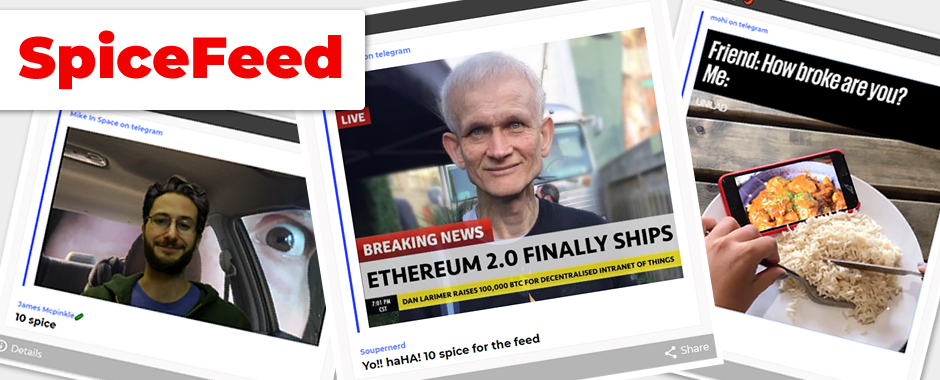 SpiceFeed
Mike In Space on telegram
James Mcpinkle
10 spice
Details
on telegram
LIVE
BREAKING NEWS
ETHEREUM 2.0 FINALLY SHIPS
7:01 PM
CST
DAN LARIMER RAISES 100,000 BTC FOR DECENTRALISED INTRANET OF THINGS
Soupernerd
Yo!! haHA! 10 spice for the feed
Share
mohi on telegram
Friend: How broke are you?
Me:
UNILAD